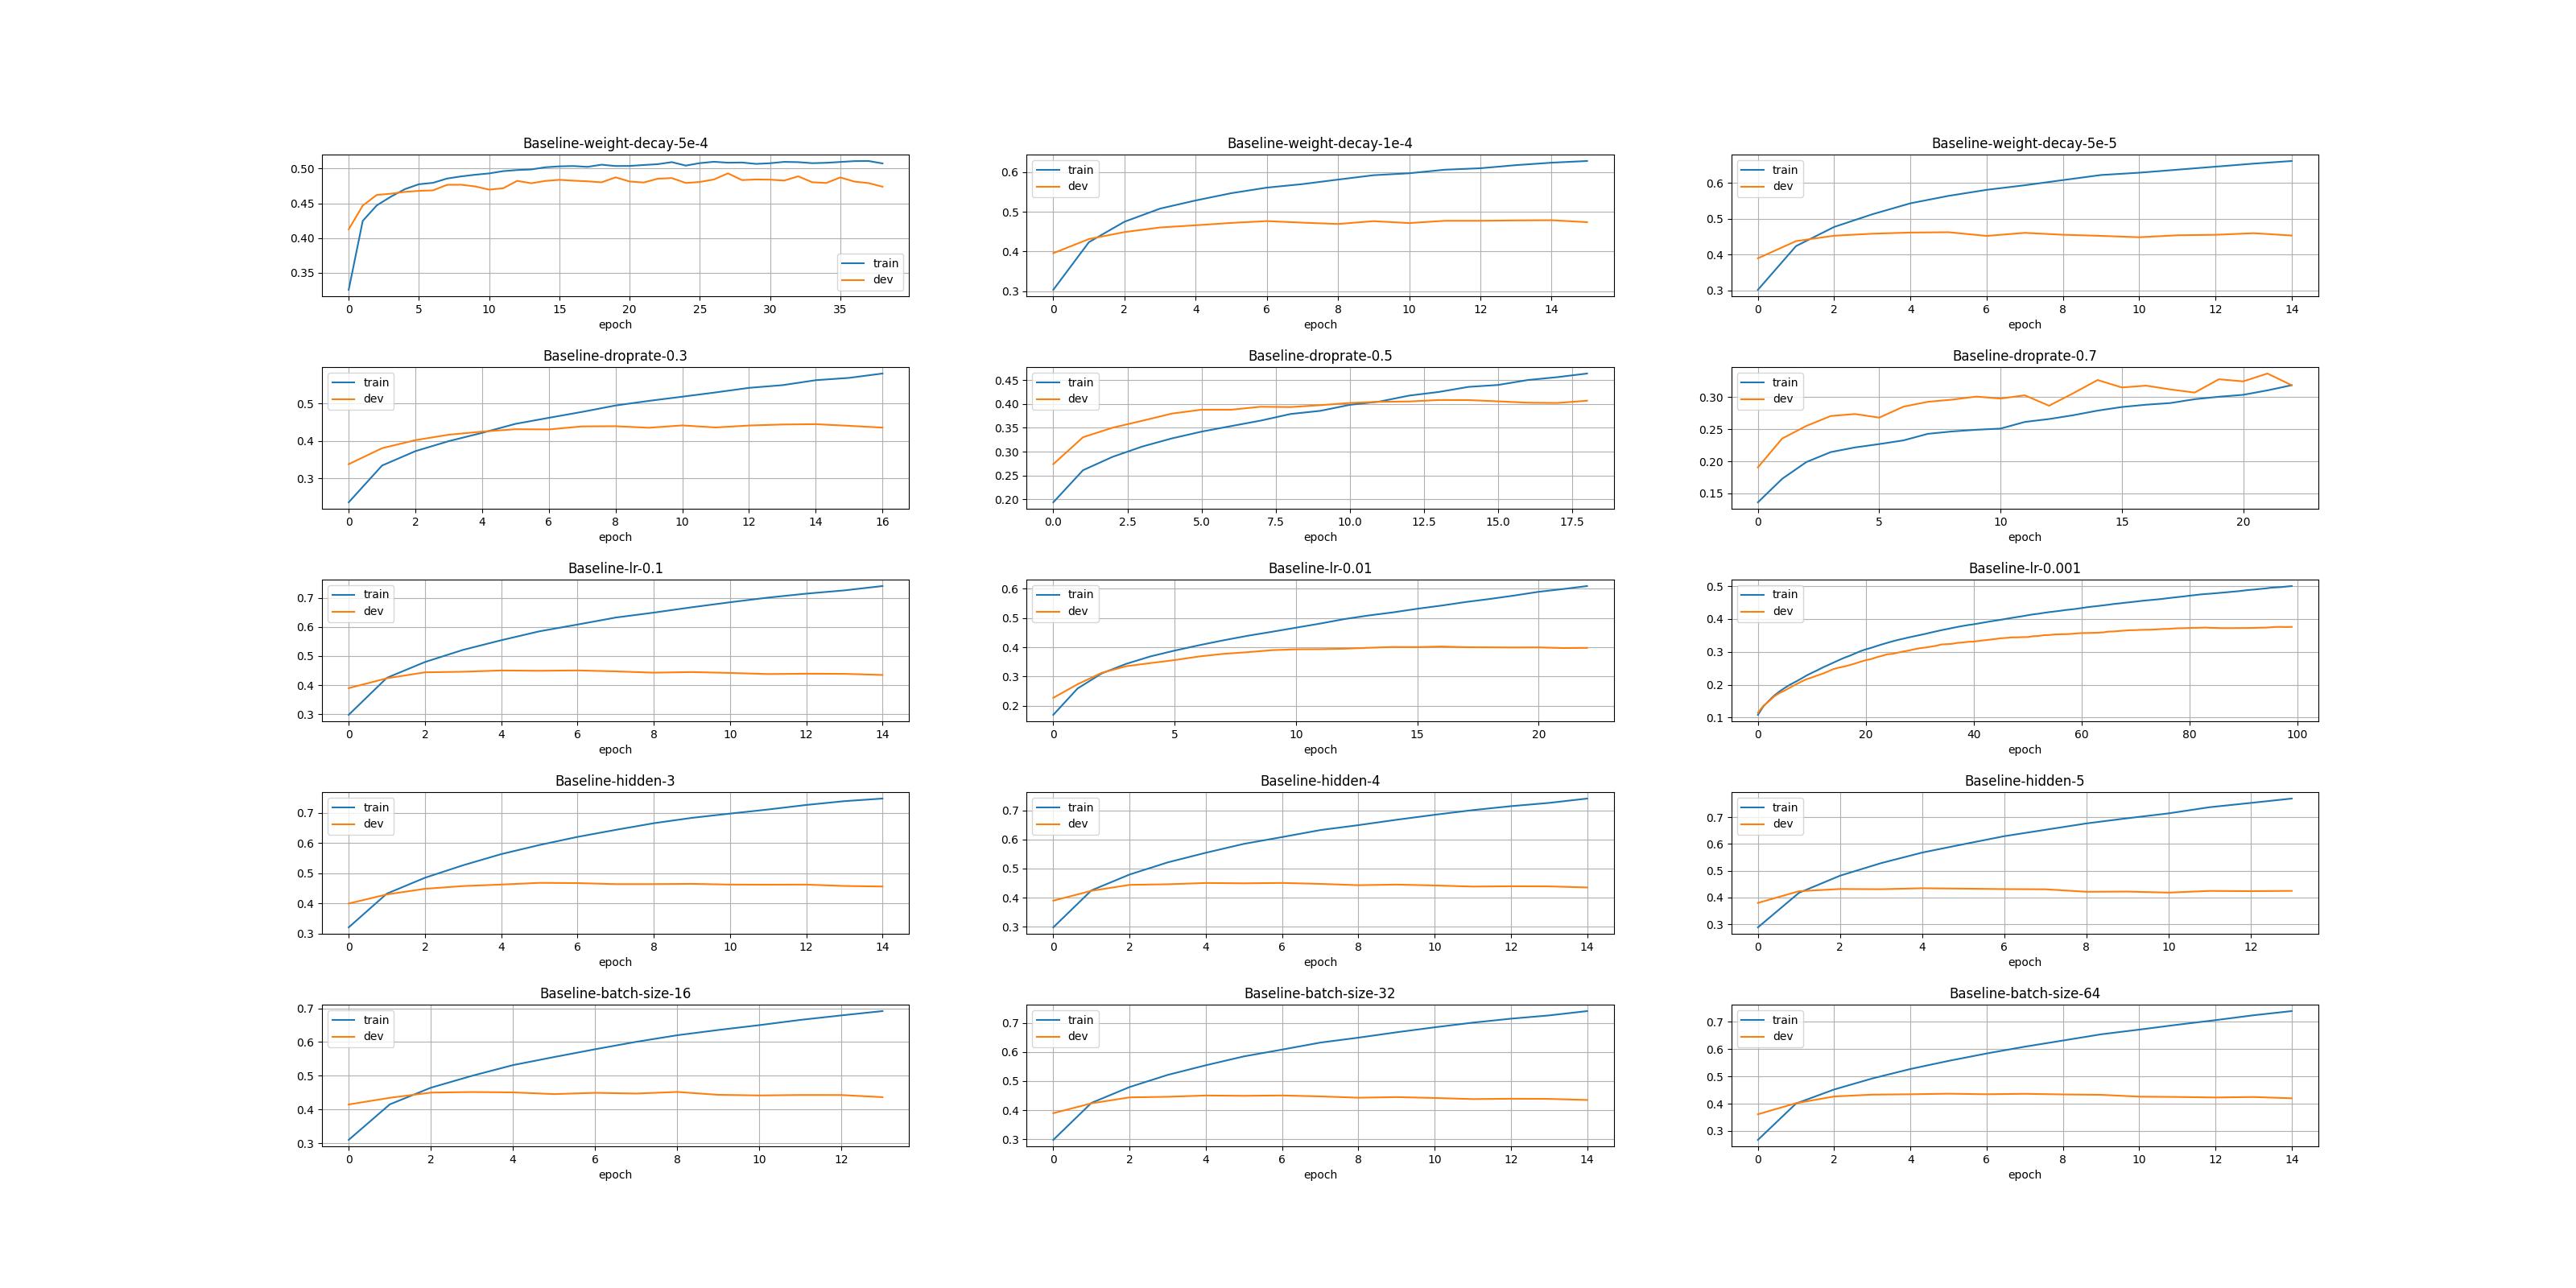 Baseline-weight-decay-5e-4
0.50
0.45
0.40
0.35
train
dev
0 5 10 15 20 25 30 35
epoch
Baseline-weight-decay-1e-4
0.6
0.5
0.4
0.3
train
dev
0 2 4 6 8 10 12 14
epoch
Baseline-weight-decay-5e-5
0.6
0.5
0.4
0.3
train
dev
0 2 4 6 8 10 12 14
epoch
Baseline-droprate-0.3
0.5
0.4
0.3
train
dev
0 2 4 6 8 10 12 14 16
epoch
Baseline-droprate-0.5
0.45
0.40
0.35
0.30
0.25
0.20
train
dev
0.0 2.5 5.0 7.5 10.0 12.5 15.0 17.5
epoch
Baseline-droprate-0.7
0.30
0.25
0.20
0.15
train
dev
0 5 10 15 20
epoch
Baseline-lr-0.1
0.7
0.6
0.5
0.4
0.3
train
dev
0 2 4 6 8 10 12 14
epoch
Baseline-lr-0.01
0.6
0.5
0.4
0.3
0.2
train
dev
0 5 10 15 20
epoch
Baseline-lr-0.001
0.5
0.4
0.3
0.2
0.1
train
dev
0 20 40 60 80 100
epoch
Baseline-hidden-3
0.7
0.6
0.5
0.4
0.3
train
dev
0 2 4 6 8 10 12 14
epoch
Baseline-hidden-4
0.7
0.6
0.5
0.4
0.3
train
dev
0 2 4 6 8 10 12 14
epoch
Baseline-hidden-5
0.7
0.6
0.5
0.4
0.3
train
dev
0 2 4 6 8 10 12
epoch
Baseline-batch-size-16
0.7
0.6
0.5
0.4
0.3
train
dev
0 2 4 6 8 10 12
epoch
Baseline-batch-size-32
0.7
0.6
0.5
0.4
0.3
train
dev
0 2 4 6 8 10 12 14
epoch
Baseline-batch-size-64
0.7
0.6
0.5
0.4
0.3
train
dev
0 2 4 6 8 10 12 14
epoch